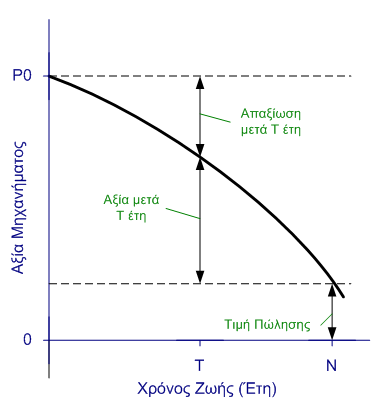 P0
Απαξίωση
μετά Τ έτη
Αξία μετά
Τ έτη
Αξία Μηχανήματος
Τιμή Πώλησης
0
T
N
Χρόνος Ζωής (Έτη)